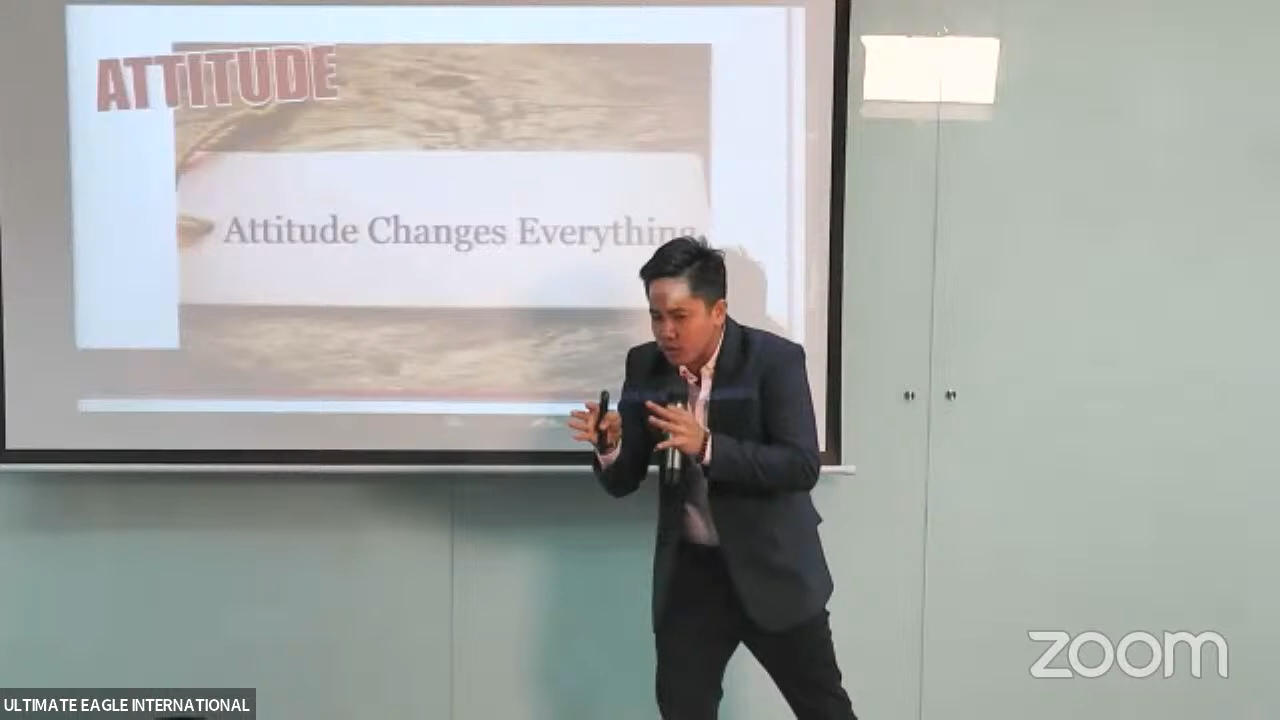 ATTITUDE
Attitude Changes Everything
zoom
ULTIMATE EAGLE INTERNATIONAL